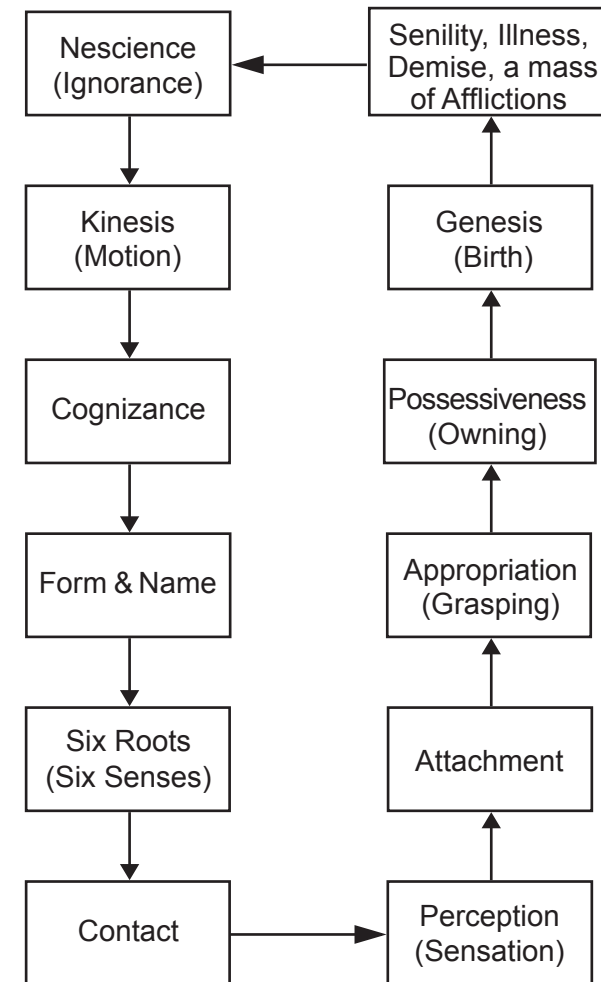 Nescience
(Ignorance)
Kinesis
(Motion)
Cognizance
Form & Name
Six Roots
(Six Senses)
Contact
Perception
(Sensation)
Attachment
Appropriation
(Grasping)
Possessiveness
(Owning)
Genesis
(Birth)
Senility, Illness,
Demise, a mass
of Afflictions